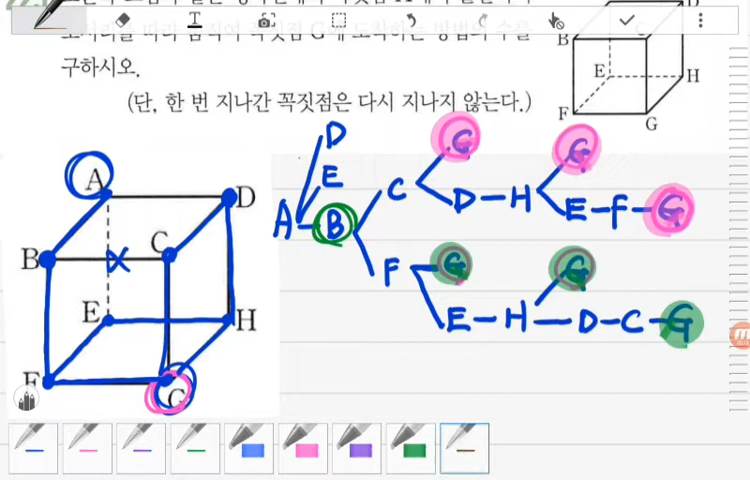 모서리를 따라 움직여 꼭짓점 G에 도착하는 방법의 수를
구하시오.
(단, 한 번 지나간 꼭짓점은 다시 지나지 않는다.)
B
E
H
F
G
A
D
B
C
E
H
F
G
D
E
A B
C G
D H G
E F G
F G
E H G
D C G
T